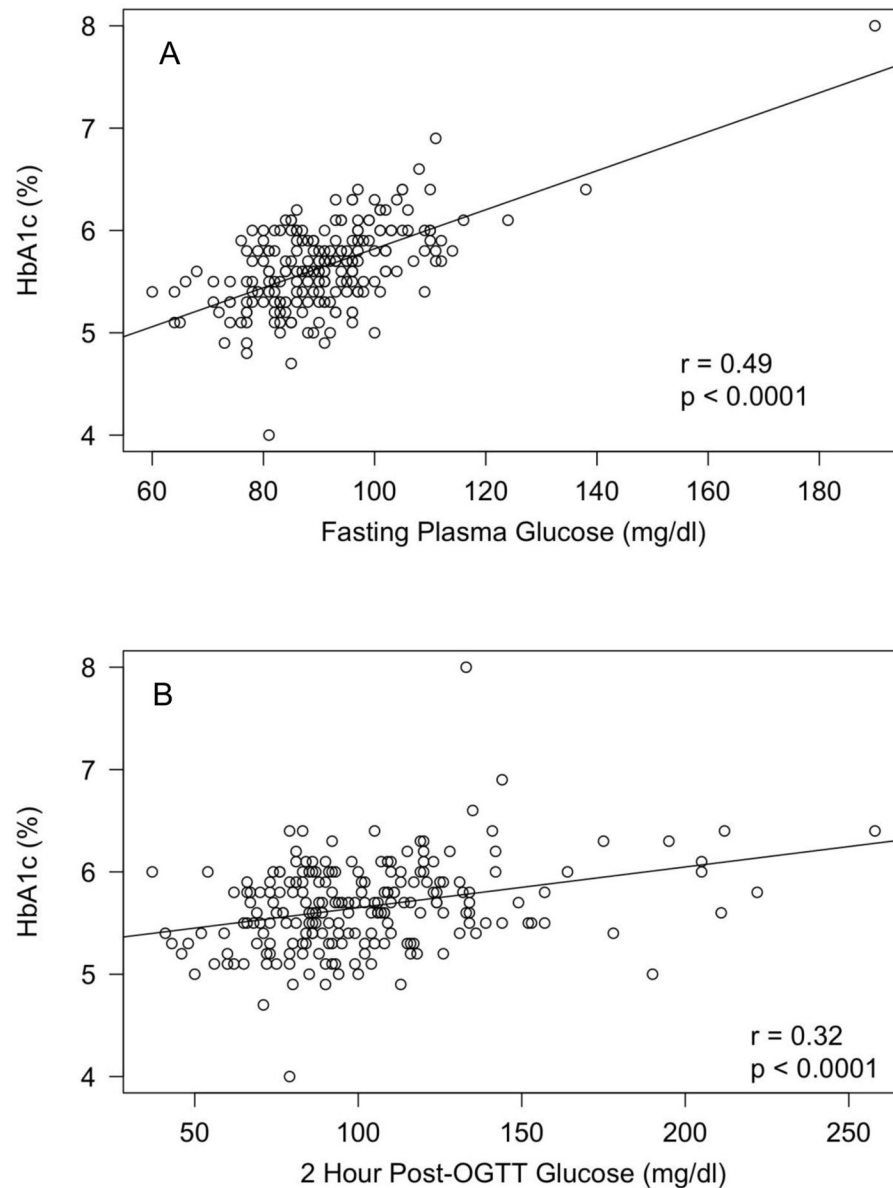 A
8
7
6
5
4
HbA1c (%)
r = 0.49
p < 0.0001
60 80 100 120 140 160 180
Fasting Plasma Glucose (mg/dl)
B
8
7
6
5
4
HbA1c (%)
r = 0.32
p < 0.0001
50 100 150 200 250
2 Hour Post-OGTT Glucose (mg/dl)